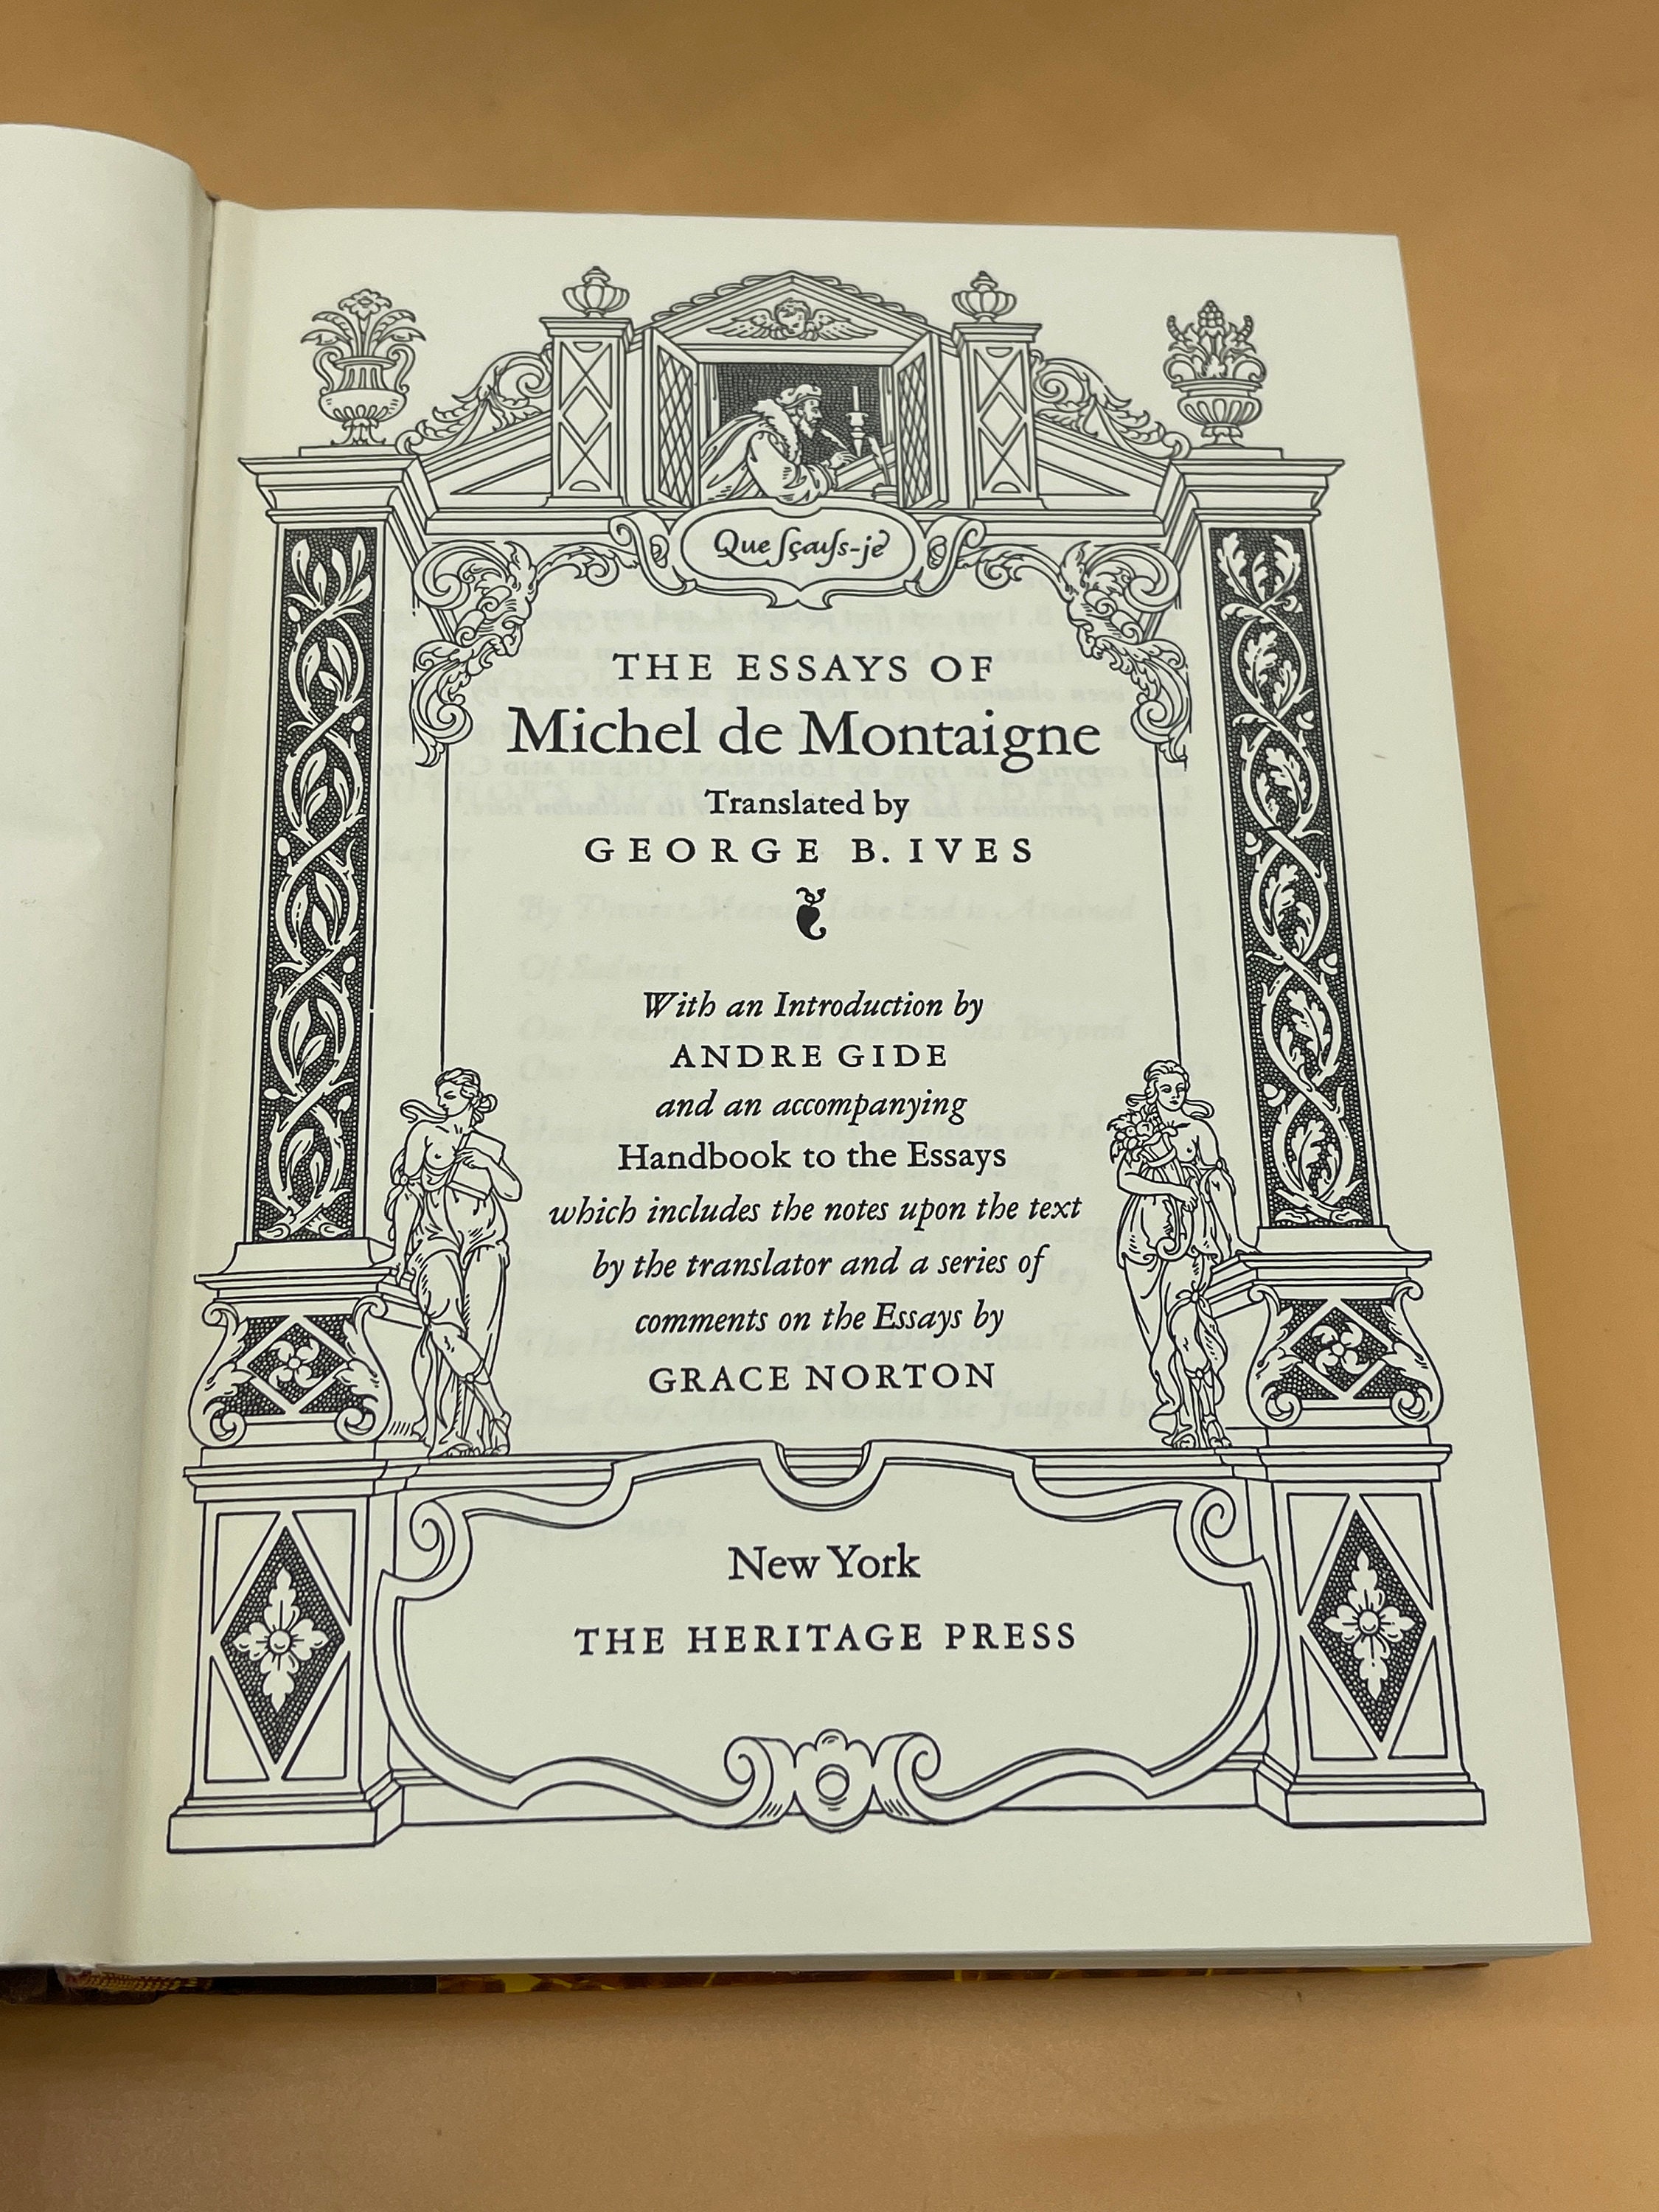 Que sçais-je
THE ESSAYS OF
Michel de Montaigne
Translated by
GEORGE B. IVES
With an Introduction by
ANDRE GIDE
and an accompanying
Handbook to the Essays
which includes the notes upon the text
by the translator and a series of
comments on the Essays by
GRACE NORTON
New York
THE HERITAGE PRESS